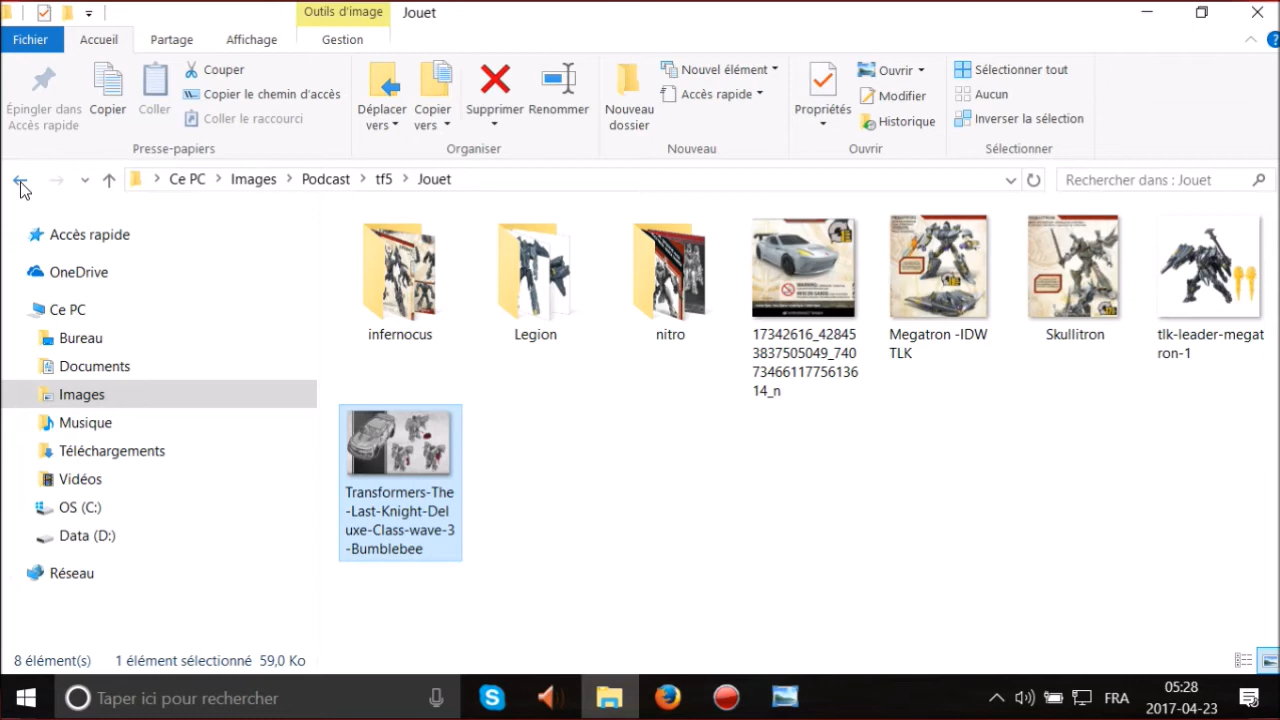 Outils d'image
Jouet
Fichier
Accueil
Partage
Affichage
Gestion
?
Épingler dans
Accès rapide
Copier
Coller
Couper
Copier le chemin d'accès
Coller le raccourci
Presse-papiers
Déplacer
vers
Copier
vers
Supprimer
Renommer
Organiser
Nouveau
dossier
Nouvel élément
Accès rapide
Nouveau
Propriétés
Ouvrir
Modifier
Historique
Ouvrir
Sélectionner tout
Aucun
Inverser la sélection
Sélectionner
Ce PC
Images
Podcast
tf5
Jouet
Rechercher dans : Jouet
Accès rapide
OneDrive
Ce PC
Bureau
Documents
Images
Musique
Téléchargements
Vidéos
OS (C:)
Data (D:)
Réseau
infernocus
Legion
nitro
WARNING
17342616_42845
3837505049_740
73466117756136
14_n
MEGATRON
Megatron -IDW
TLK
SKULLITRON
Skullitron
tlk-leader-megat
ron-1
Transformers-The
-Last-Knight-Del
uxe-Class-wave-3
-Bumblebee
8 élément(s)
1 élément sélectionné 59,0 Ko
Taper ici pour rechercher
FRA
05:28
2017-04-23